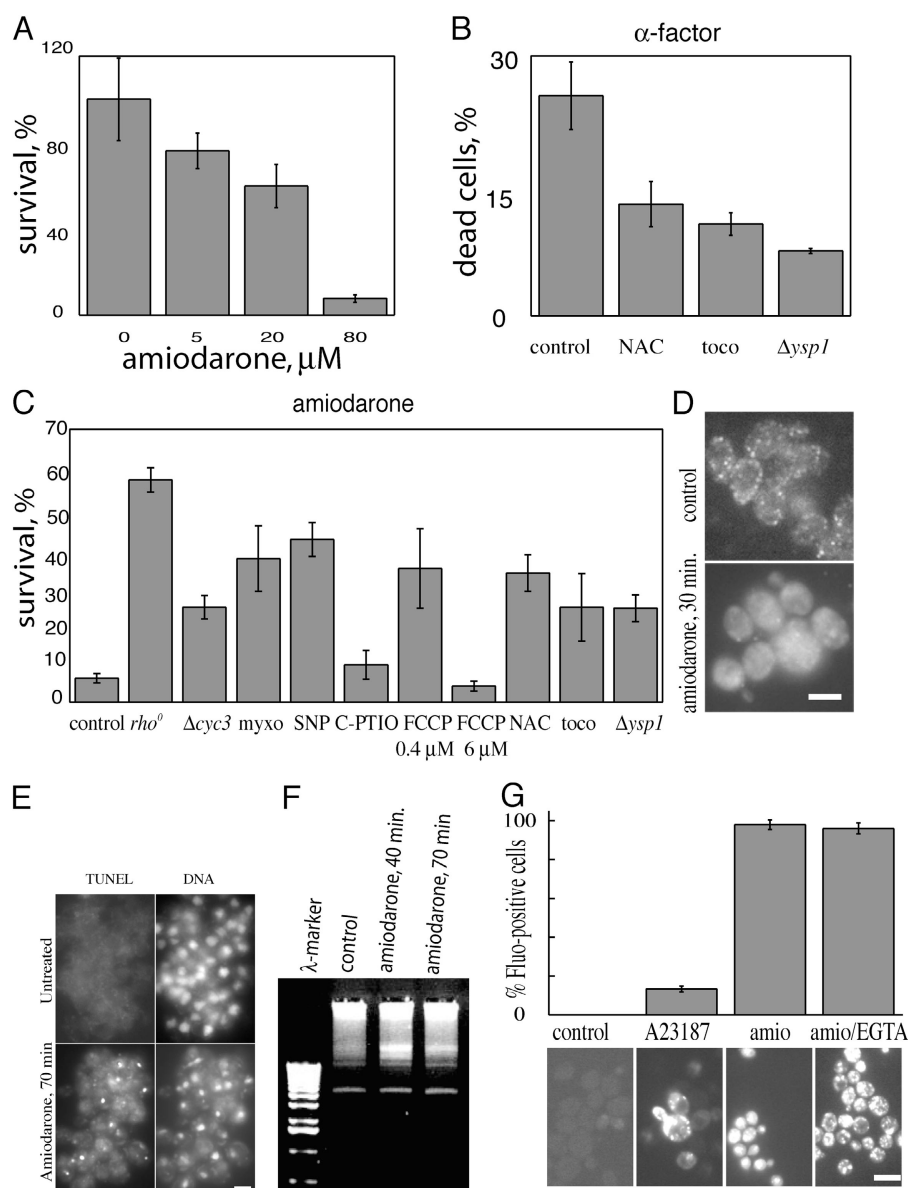 A
120
80
40
0
survival, %
0 5 20 80
amiodarone, μM
B
α-factor
30
15
0
dead cells, %
control NAC toco Δysp1
C
amiodarone
70
60
50
40
30
20
10
0
survival, %
control rho⁰ Δcyc3 myxo SNP C-PTIO FCCP FCCP NAC toco Δysp1
0.4 μM 6 μM
D
control
amiodarone, 30 min.
E
TUNEL DNA
Untreated
Amiodarone, 70 min
F
λ-marker
control
amiodarone, 40 min.
amiodarone, 70 min
G
100
0
% Fluo-positive cells
control A23187 amio amio/EGTA